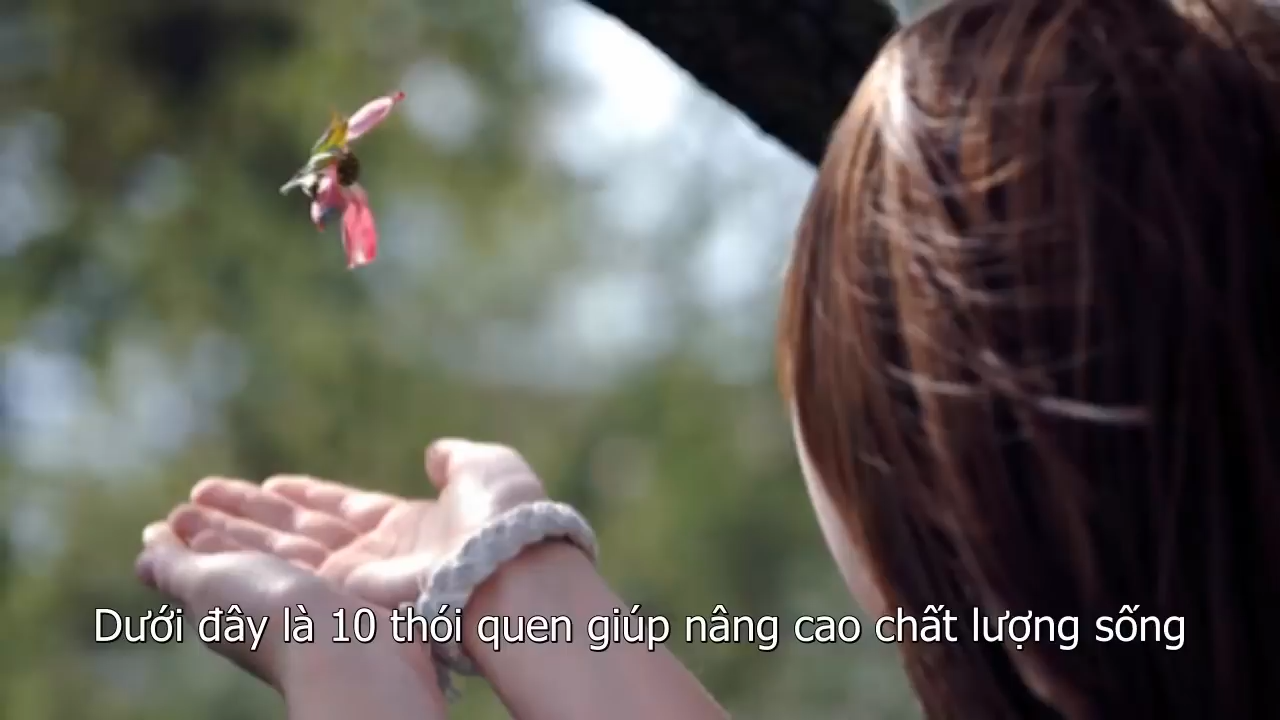 Dưới đây là 10 thói quen giúp nâng cao chất lượng sống